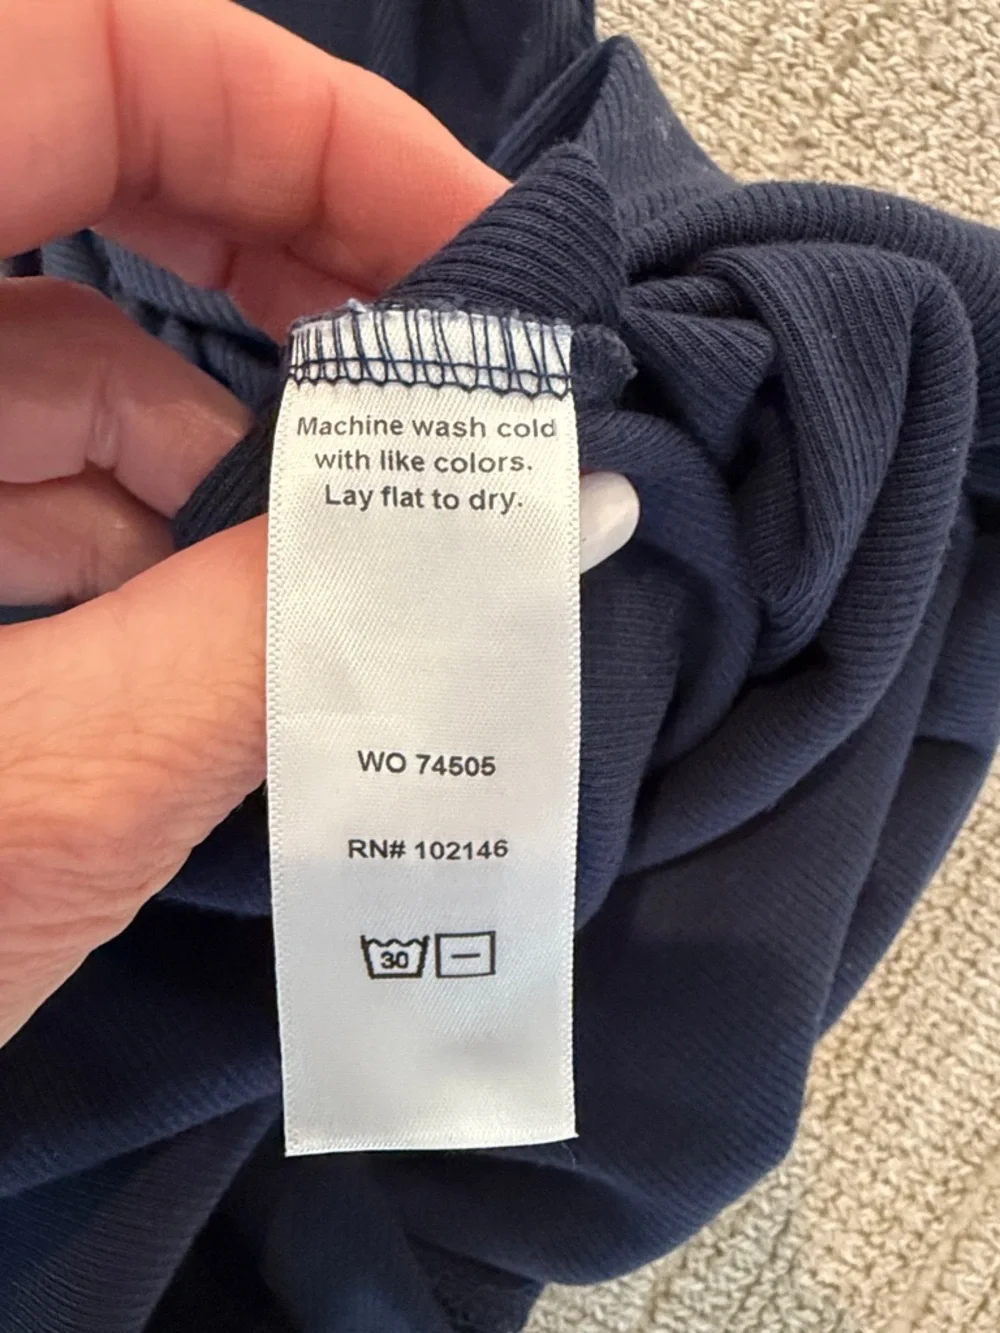 Machine wash cold
with like colors.
Lay flat to dry.
WO 74505
RN# 102146
30